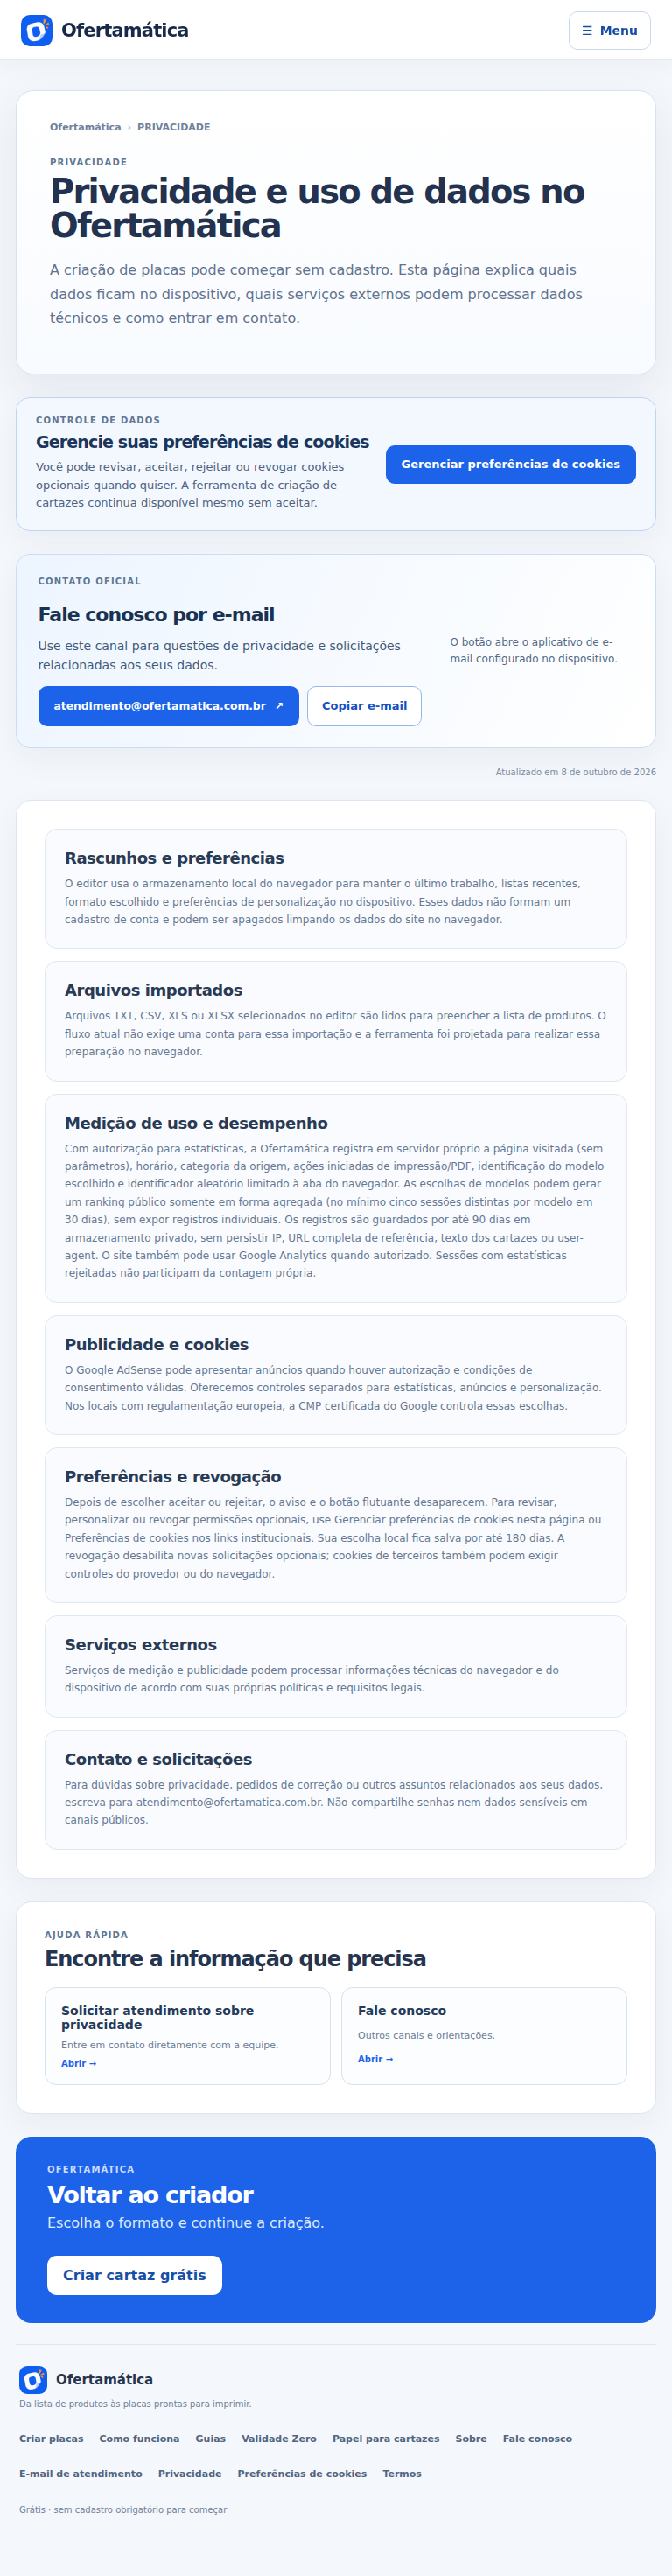 Ofertamática
☰ Menu
Ofertamática › PRIVACIDADE
PRIVACIDADE
Privacidade e uso de dados no
Ofertamática
A criação de placas pode começar sem cadastro. Esta página explica quais
dados ficam no dispositivo, quais serviços externos podem processar dados
técnicos e como entrar em contato.
CONTROLE DE DADOS
Gerencie suas preferências de cookies
Você pode revisar, aceitar, rejeitar ou revogar cookies
opcionais quando quiser. A ferramenta de criação de
cartazes continua disponível mesmo sem aceitar.
Gerenciar preferências de cookies
CONTATO OFICIAL
Fale conosco por e-mail
Use este canal para questões de privacidade e solicitações
relacionadas aos seus dados.
atendimento@ofertamatica.com.br ↗
Copiar e-mail
O botão abre o aplicativo de e-
mail configurado no dispositivo.
Atualizado em 8 de outubro de 2026
Rascunhos e preferências
O editor usa o armazenamento local do navegador para manter o último trabalho, listas recentes,
formato escolhido e preferências de personalização no dispositivo. Esses dados não formam um
cadastro de conta e podem ser apagados limpando os dados do site no navegador.
Arquivos importados
Arquivos TXT, CSV, XLS ou XLSX selecionados no editor são lidos para preencher a lista de produtos. O
fluxo atual não exige uma conta para essa importação e a ferramenta foi projetada para realizar essa
preparação no navegador.
Medição de uso e desempenho
Com autorização para estatísticas, a Ofertamática registra em servidor próprio a página visitada (sem
parâmetros), horário, categoria da origem, ações iniciadas de impressão/PDF, identificação do modelo
escolhido e identificador aleatório limitado à aba do navegador. As escolhas de modelos podem gerar
um ranking público somente em forma agregada (no mínimo cinco sessões distintas por modelo em
30 dias), sem expor registros individuais. Os registros são guardados por até 90 dias em
armazenamento privado, sem persistir IP, URL completa de referência, texto dos cartazes ou user-
agent. O site também pode usar Google Analytics quando autorizado. Sessões com estatísticas
rejeitadas não participam da contagem própria.
Publicidade e cookies
O Google AdSense pode apresentar anúncios quando houver autorização e condições de
consentimento válidas. Oferecemos controles separados para estatísticas, anúncios e personalização.
Nos locais com regulamentação europeia, a CMP certificada do Google controla essas escolhas.
Preferências e revogação
Depois de escolher aceitar ou rejeitar, o aviso e o botão flutuante desaparecem. Para revisar,
personalizar ou revogar permissões opcionais, use Gerenciar preferências de cookies nesta página ou
Preferências de cookies nos links institucionais. Sua escolha local fica salva por até 180 dias. A
revogação desabilita novas solicitações opcionais; cookies de terceiros também podem exigir
controles do provedor ou do navegador.
Serviços externos
Serviços de medição e publicidade podem processar informações técnicas do navegador e do
dispositivo de acordo com suas próprias políticas e requisitos legais.
Contato e solicitações
Para dúvidas sobre privacidade, pedidos de correção ou outros assuntos relacionados aos seus dados,
escreva para atendimento@ofertamatica.com.br. Não compartilhe senhas nem dados sensíveis em
canais públicos.
AJUDA RÁPIDA
Encontre a informação que precisa
Solicitar atendimento sobre
privacidade
Entre em contato diretamente com a equipe.
Abrir →
Fale conosco
Outros canais e orientações.
Abrir →
OFERTAMÁTICA
Voltar ao criador
Escolha o formato e continue a criação.
Criar cartaz grátis
Ofertamática
Da lista de produtos às placas prontas para imprimir.
Criar placas Como funciona Guias Validade Zero Papel para cartazes Sobre Fale conosco
E-mail de atendimento Privacidade Preferências de cookies Termos
Grátis · sem cadastro obrigatório para começar